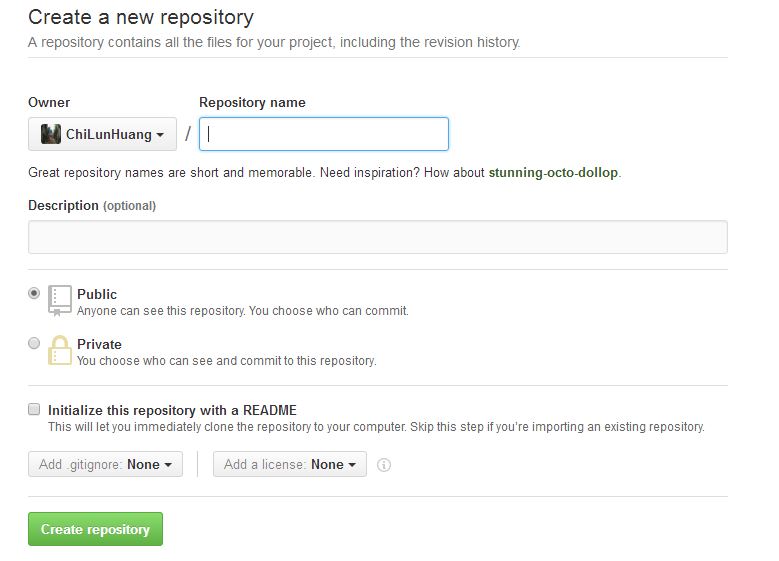 Create a new repository
A repository contains all the files for your project, including the revision history.
Owner
Repository name
ChiLunHuang
/
Great repository names are short and memorable. Need inspiration? How about stunning-octo-dollop.
Description (optional)
Public
Anyone can see this repository. You choose who can commit.
Private
You choose who can see and commit to this repository.
Initialize this repository with a README
This will let you immediately clone the repository to your computer. Skip this step if you’re importing an existing repository.
Add .gitignore: None
Add a license: None
Create repository